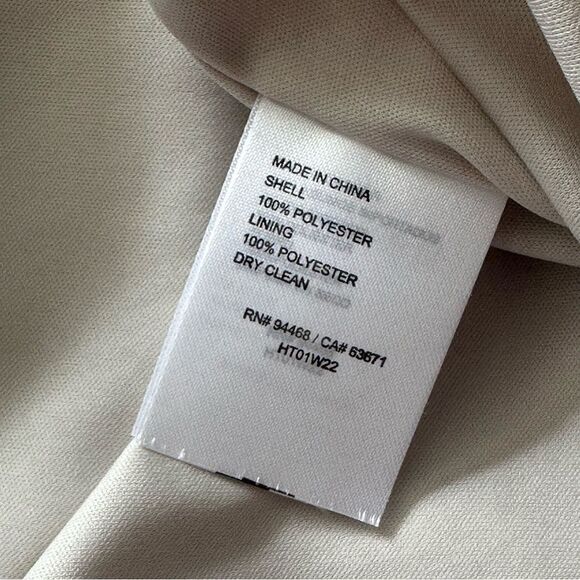 MADE IN CHINA
SHELL
100% POLYESTER
LINING
100% POLYESTER
DRY CLEAN
RN# 94468 / CA# 63671
HT01W22